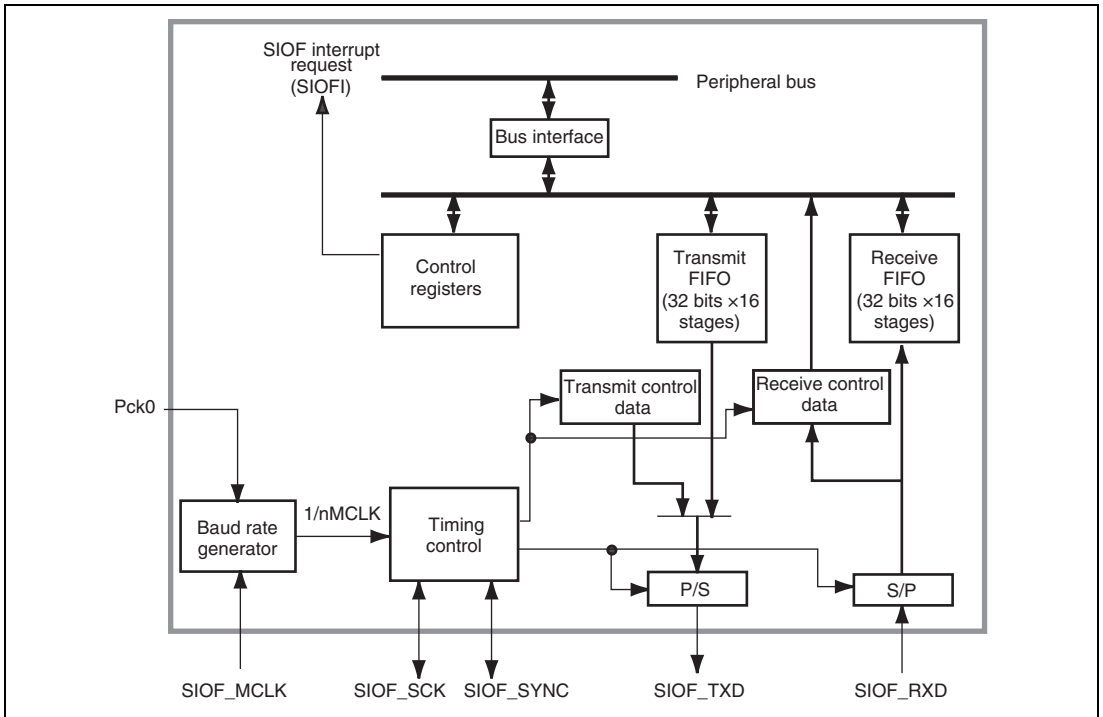 SIOF interrupt
request
(SIOFI)
Peripheral bus
Bus interface
Control
registers
Transmit
FIFO
(32 bits ×16
stages)
Receive
FIFO
(32 bits ×16
stages)
Transmit control
data
Receive control
data
Pck0
Baud rate
generator
1/nMCLK
Timing
control
P/S
S/P
SIOF_MCLK
SIOF_SCK
SIOF_SYNC
SIOF_TXD
SIOF_RXD